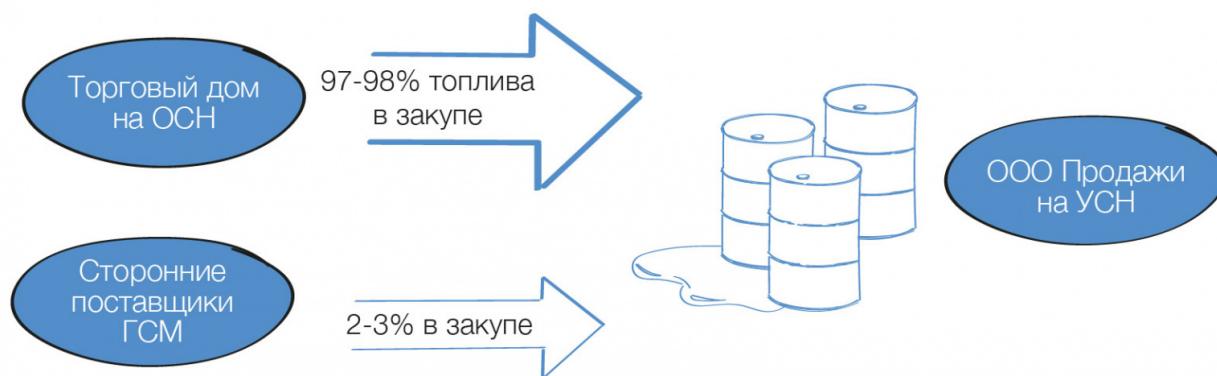 Торговый дом
на ОСН
97-98% топлива
в закупе
ООО Продажи
на УСН
Сторонние
поставщики
ГСМ
2-3% в закупе